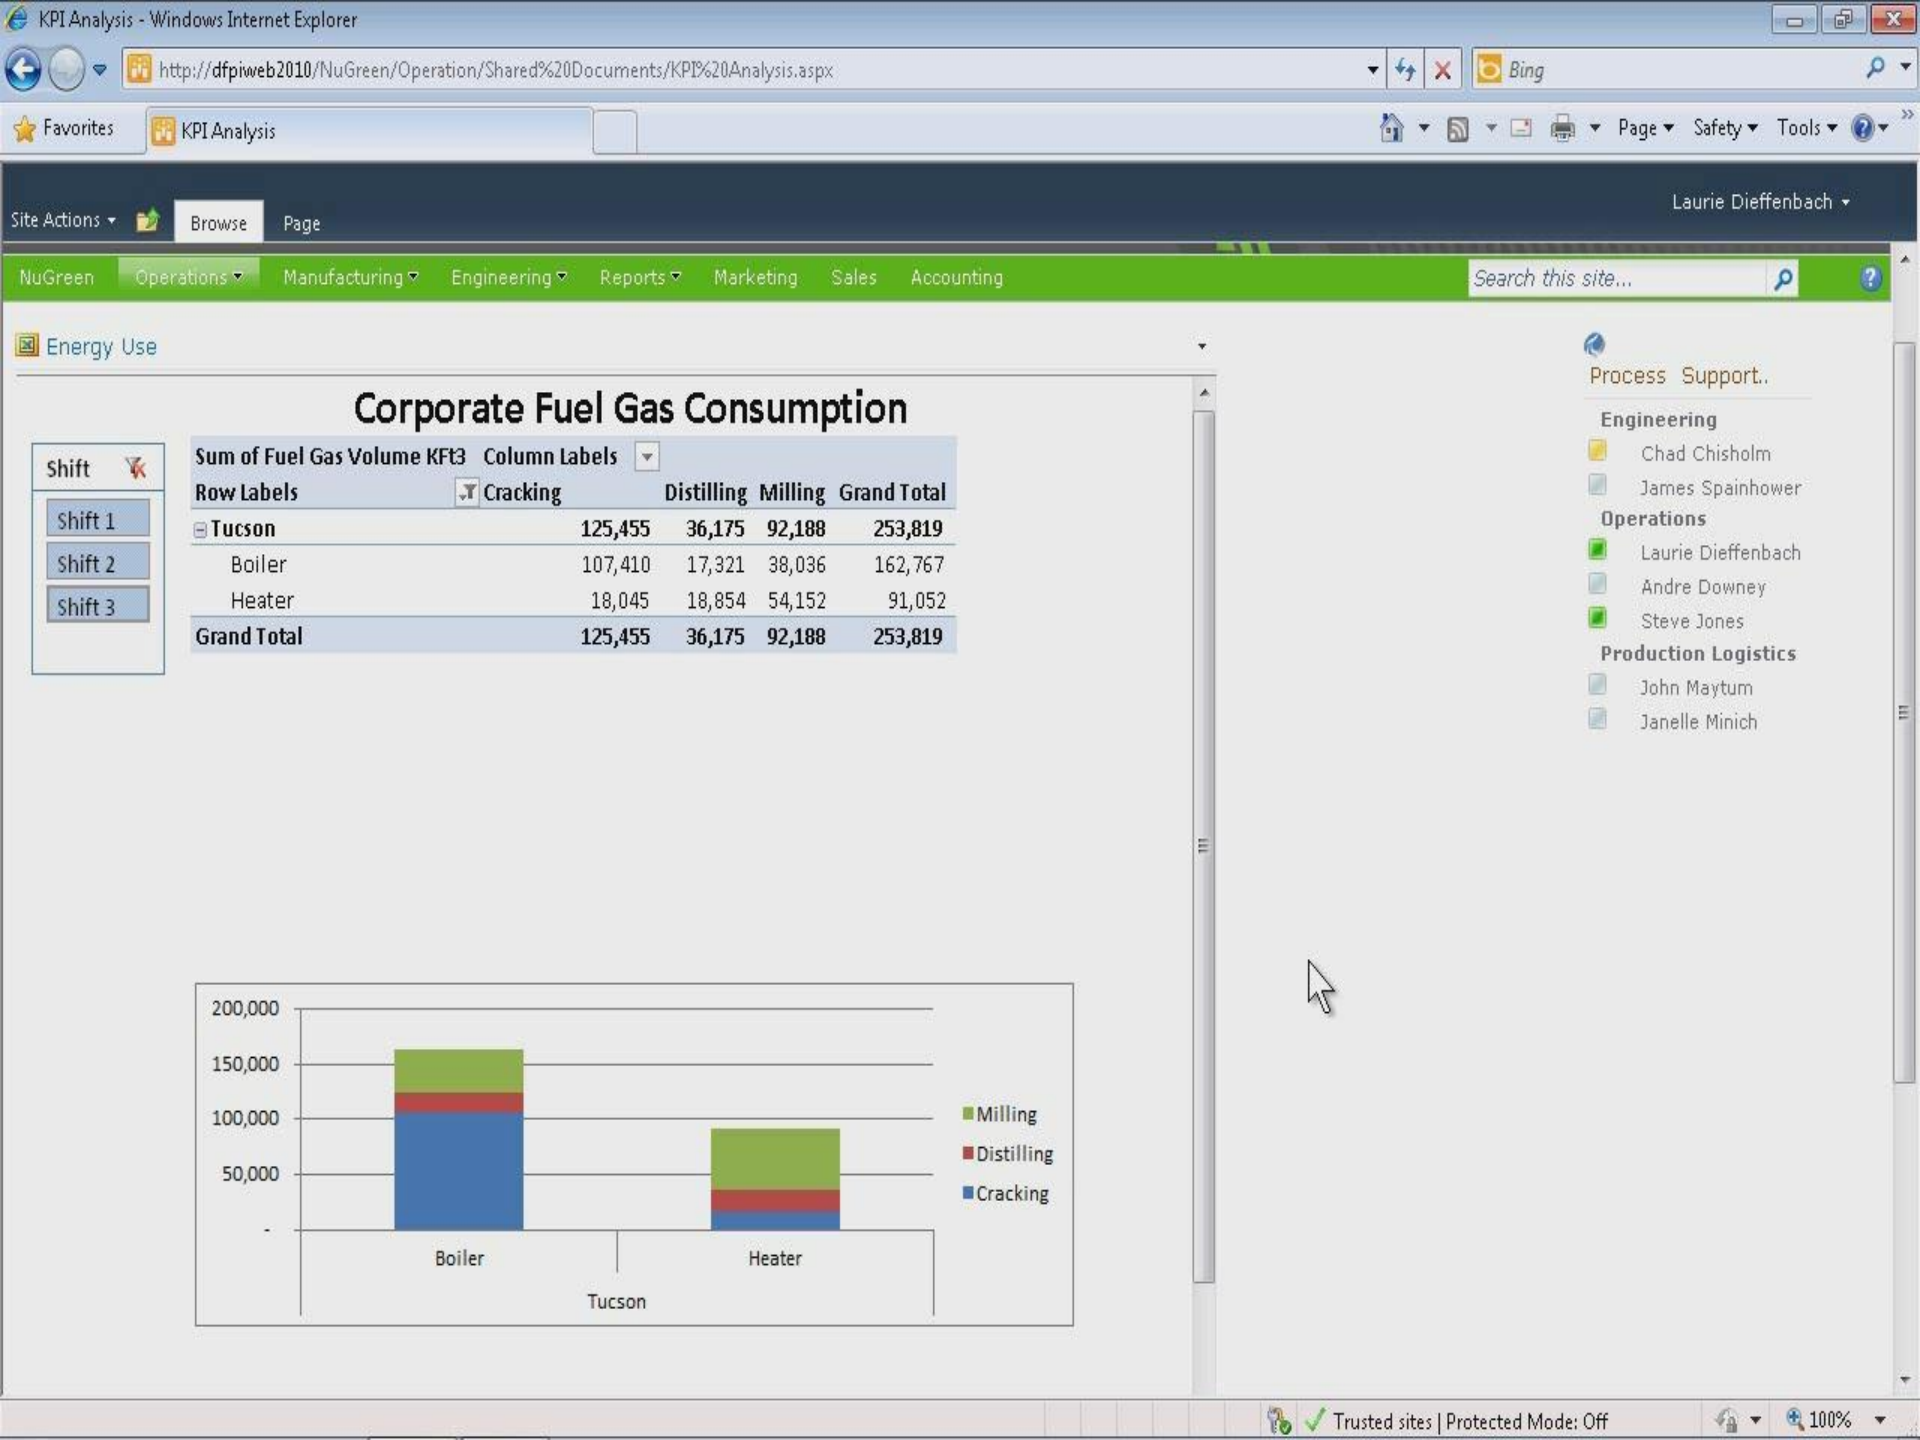 KPI Analysis - Windows Internet Explorer
http://dfpiweb2010/NuGreen/Operation/Shared%20Documents/KPI%20Analysis.aspx
Bing
Favorites
KPI Analysis
Page
Safety
Tools
Laurie Dieffenbach
Site Actions
Browse
Page
NuGreen Operations Manufacturing Engineering Reports Marketing Sales Accounting
Search this site...
Energy Use
Corporate Fuel Gas Consumption
Shift
Shift 1
Shift 2
Shift 3
Sum of Fuel Gas Volume KFt3 Column Labels
Row Labels Cracking Distilling Milling Grand Total
Tucson 125,455 36,175 92,188 253,819
Boiler 107,410 17,321 38,036 162,767
Heater 18,045 18,854 54,152 91,052
Grand Total 125,455 36,175 92,188 253,819
Process Support..
Engineering
Chad Chisholm
James Spainhower
Operations
Laurie Dieffenbach
Andre Downey
Steve Jones
Production Logistics
John Maytum
Janelle Minich
200,000
150,000
100,000
50,000
-
Milling
Distilling
Cracking
Boiler
Heater
Tucson
Trusted sites | Protected Mode: Off
100%